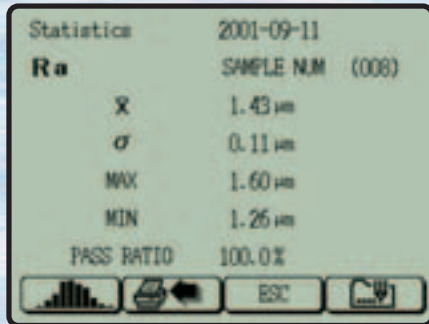 Statistics 2001-09-11
Ra SAMPLE NUM (008)
x̄ 1.43 µm
σ 0.11 µm
MAX 1.60 µm
MIN 1.26 µm
PASS RATIO 100.0%
ESC